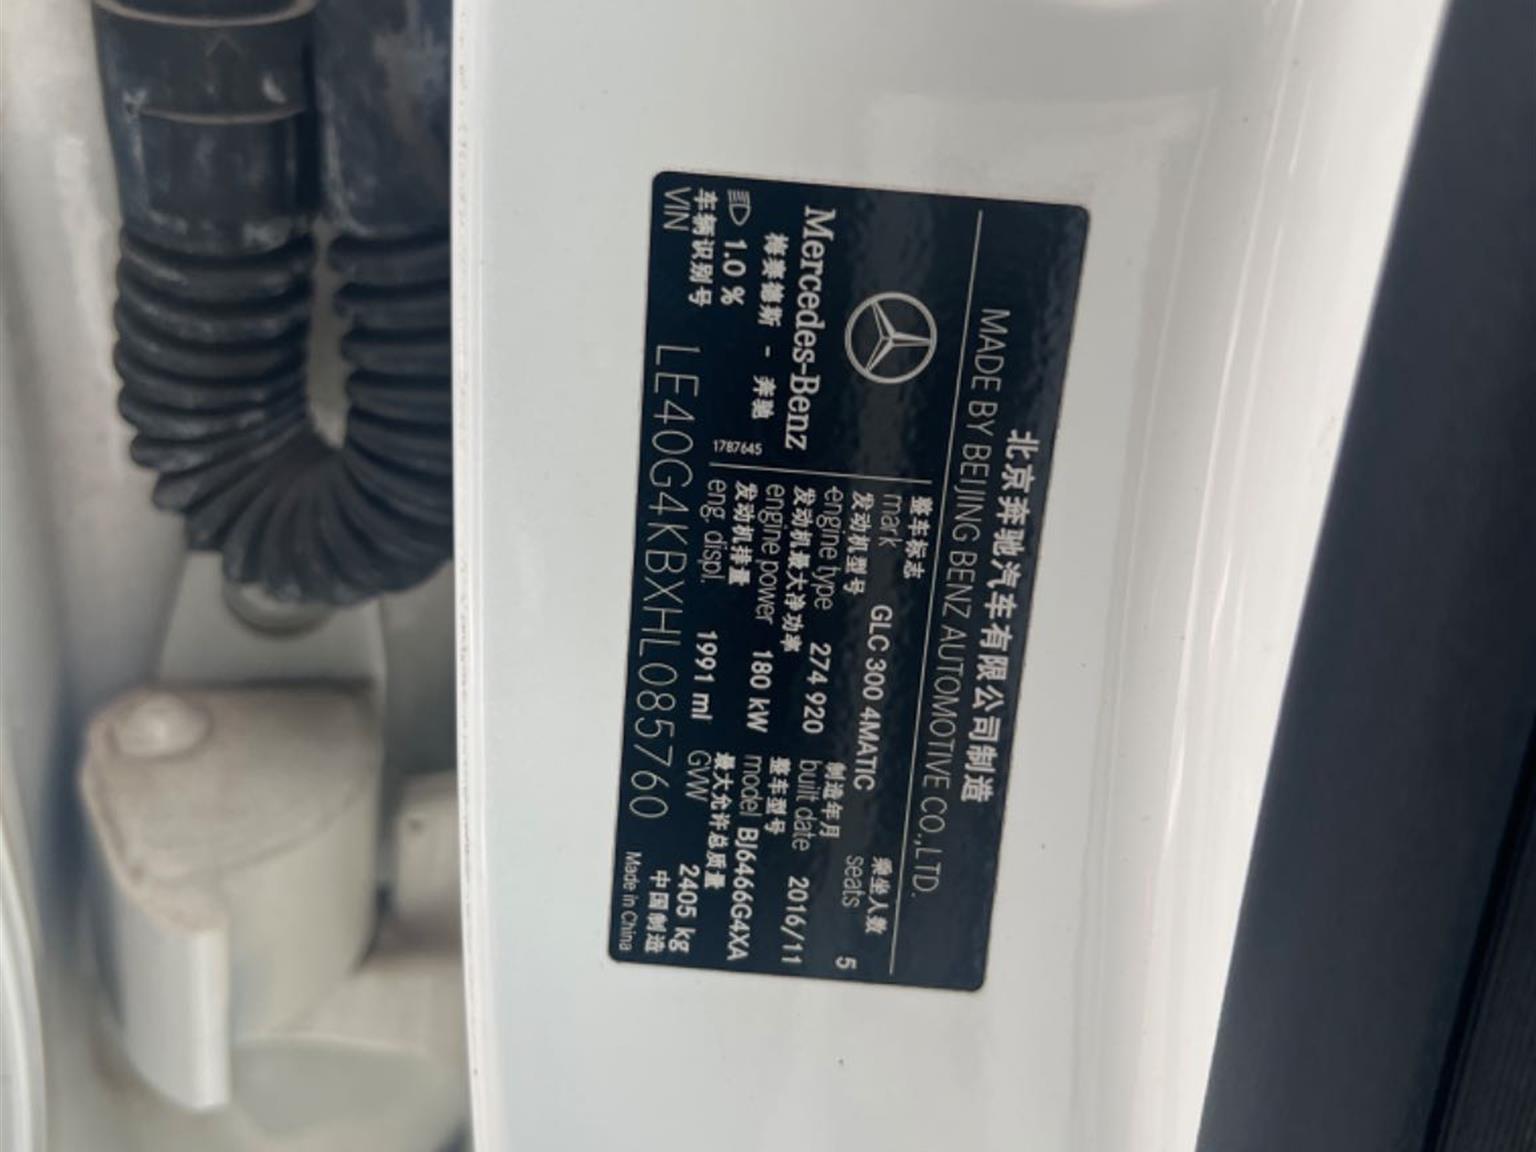 北京奔驰汽车有限公司制造
MADE BY BEIJING BENZ AUTOMOTIVE CO.,LTD.
Mercedes-Benz
梅赛德斯 - 奔驰
1.0 %
1787645
整车标志
mark GLC 300 4MATIC
乘坐人数
seats 5
发动机型号
engine type 274 920
制造年月
built date 2016/11
发动机最大净功率
engine power 180 kW
整车型号
model BJ6466G4XA
发动机排量
eng. displ. 1991 ml
最大允许总质量
GVW 2405 kg
车辆识别号
VIN LE40G4KBXHL085760
中国制造
Made in China